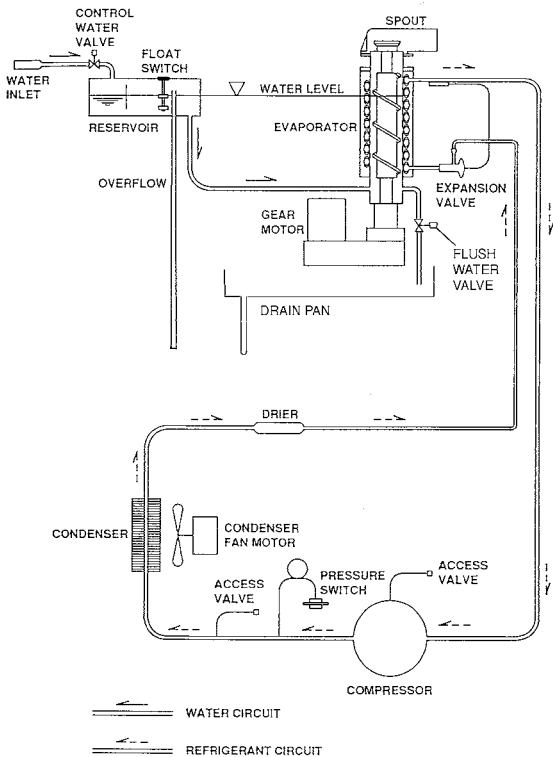 CONTROL
WATER
VALVE
SPOUT
FLOAT
SWITCH
WATER
INLET
WATER LEVEL
RESERVOIR
EVAPORATOR
OVERFLOW
EXPANSION
VALVE
GEAR
MOTOR
FLUSH
WATER
VALVE
DRAIN PAN
DRIER
CONDENSER
CONDENSER
FAN MOTOR
ACCESS
VALVE
PRESSURE
SWITCH
ACCESS
VALVE
COMPRESSOR
WATER CIRCUIT
REFRIGERANT CIRCUIT